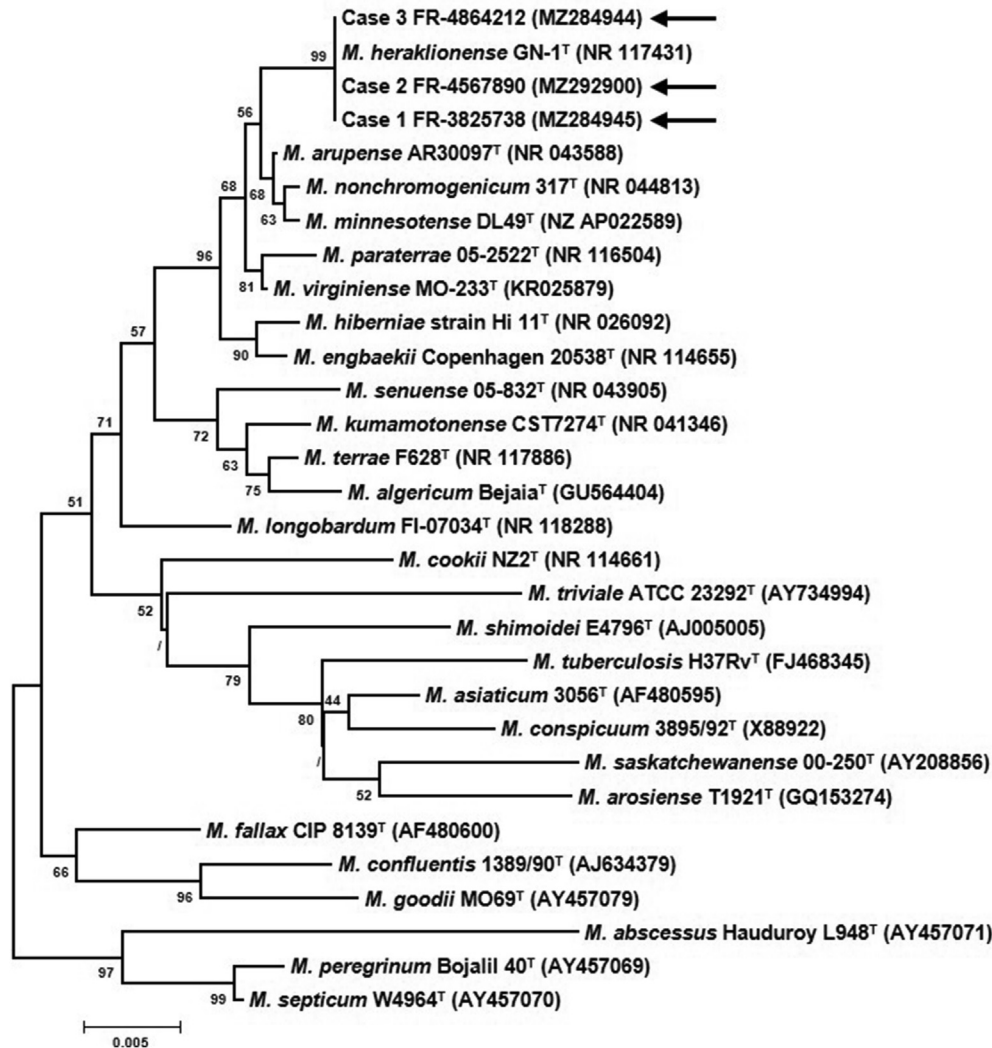 Case 3 FR-4864212 (MZ284944)
99
M. heraklionense GN-1ᵀ (NR 117431)
Case 2 FR-4567890 (MZ292900)
56
Case 1 FR-3825738 (MZ284945)
M. arupense AR30097ᵀ (NR 043588)
68
68
M. nonchromogenicum 317ᵀ (NR 044813)
63
M. minnesotense DL49ᵀ (NZ AP022589)
96
M. paraterrae 05-2522ᵀ (NR 116504)
81
M. virginiense MO-233ᵀ (KR025879)
57
M. hiberniae strain Hi 11ᵀ (NR 026092)
90
M. engbaekii Copenhagen 20538ᵀ (NR 114655)
M. senuense 05-832ᵀ (NR 043905)
71
72
M. kumamotonense CST7274ᵀ (NR 041346)
63
M. terrae F628ᵀ (NR 117886)
75
M. algericum Bejaiaᵀ (GU564404)
51
M. longobardum FI-07034ᵀ (NR 118288)
M. cookii NZ2ᵀ (NR 114661)
52
M. triviale ATCC 23292ᵀ (AY734994)
/
M. shimoidei E4796ᵀ (AJ005005)
79
M. tuberculosis H37Rvᵀ (FJ468345)
44
M. asiaticum 3056ᵀ (AF480595)
80
M. conspicuum 3895/92ᵀ (X88922)
/
M. saskatchewanense 00-250ᵀ (AY208856)
52
M. arosiense T1921ᵀ (GQ153274)
M. fallax CIP 8139ᵀ (AF480600)
66
M. confluentis 1389/90ᵀ (AJ634379)
96
M. goodii MO69ᵀ (AY457079)
M. abscessus Hauduroy L948ᵀ (AY457071)
97
M. peregrinum Bojalil 40ᵀ (AY457069)
99
M. septicum W4964ᵀ (AY457070)
0.005